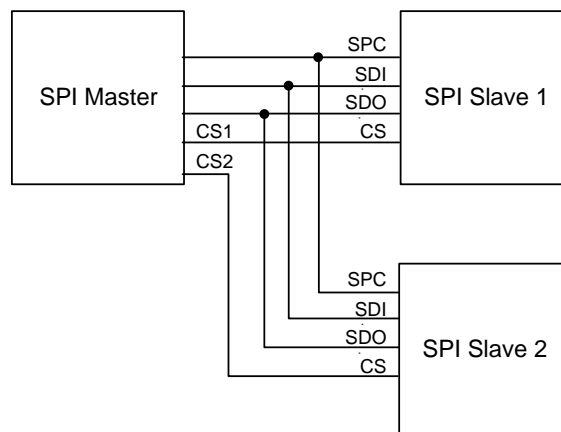 SPI Master
CS1
CS2
SPC
SDI
SDO
CS
SPI Slave 1
SPC
SDI
SDO
CS
SPI Slave 2